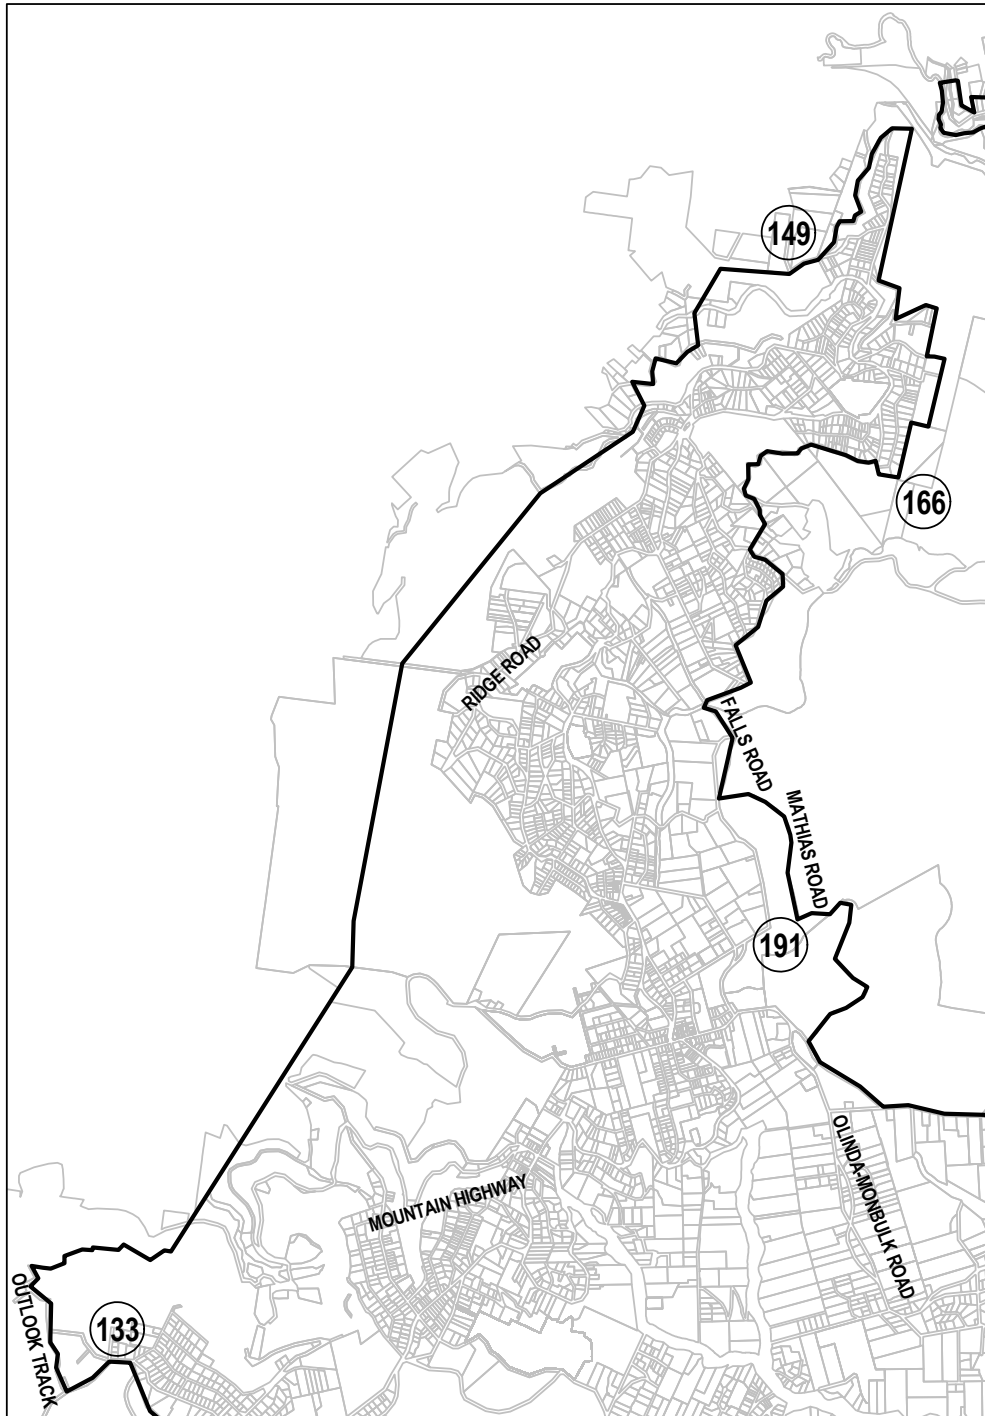 149
166
RIDGE ROAD
FALLS ROAD
MATHIAS ROAD
191
OLINDA-MONBULK ROAD
MOUNTAIN HIGHWAY
OUTLOOK TRACK
133